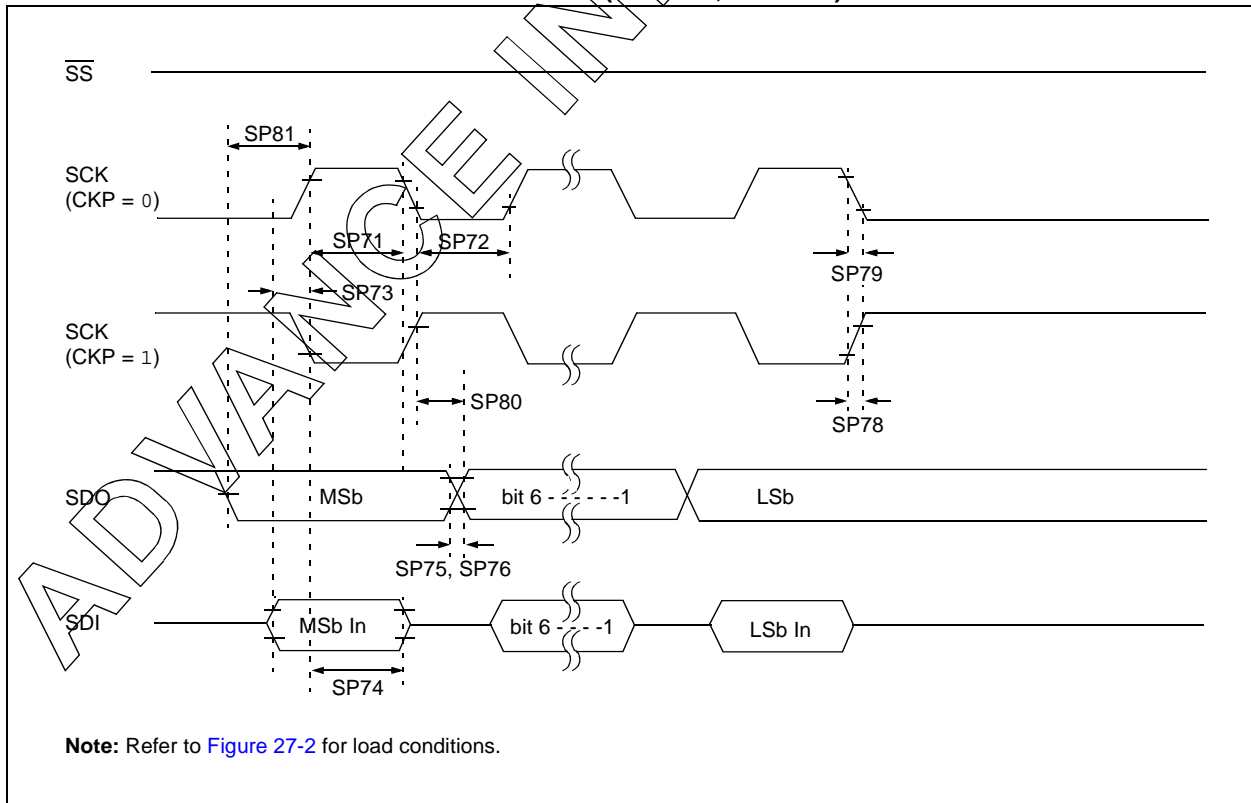 SS
SP81
SCK
(CKP = 0)
SP71
SP72
SP79
SP73
SCK
(CKP = 1)
SP80
SP78
SDO
MSb
bit 6 - - - - - -1
LSb
SP75, SP76
SDI
MSb In
bit 6 - - - -1
LSb In
SP74
Note: Refer to Figure 27-2 for load conditions.
ADVANCE IN